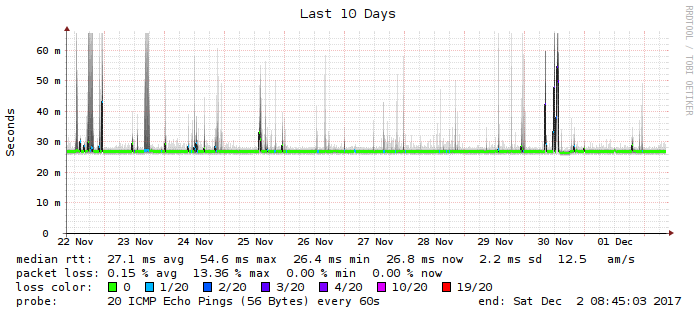 Last 10 Days
RRDTOOL / TOBI OETIKER
Seconds
60 m
50 m
40 m
30 m
20 m
10 m
0
22 Nov 23 Nov 24 Nov 25 Nov 26 Nov 27 Nov 28 Nov 29 Nov 30 Nov 01 Dec
median rtt: 27.1 ms avg 54.6 ms max 26.4 ms min 26.8 ms now 2.2 ms sd 12.5 am/s
packet loss: 0.15 % avg 13.36 % max 0.00 % min 0.00 % now
loss color: 0 1/20 2/20 3/20 4/20 10/20 19/20
probe: 20 ICMP Echo Pings (56 Bytes) every 60s end: Sat Dec 2 08:45:03 2017